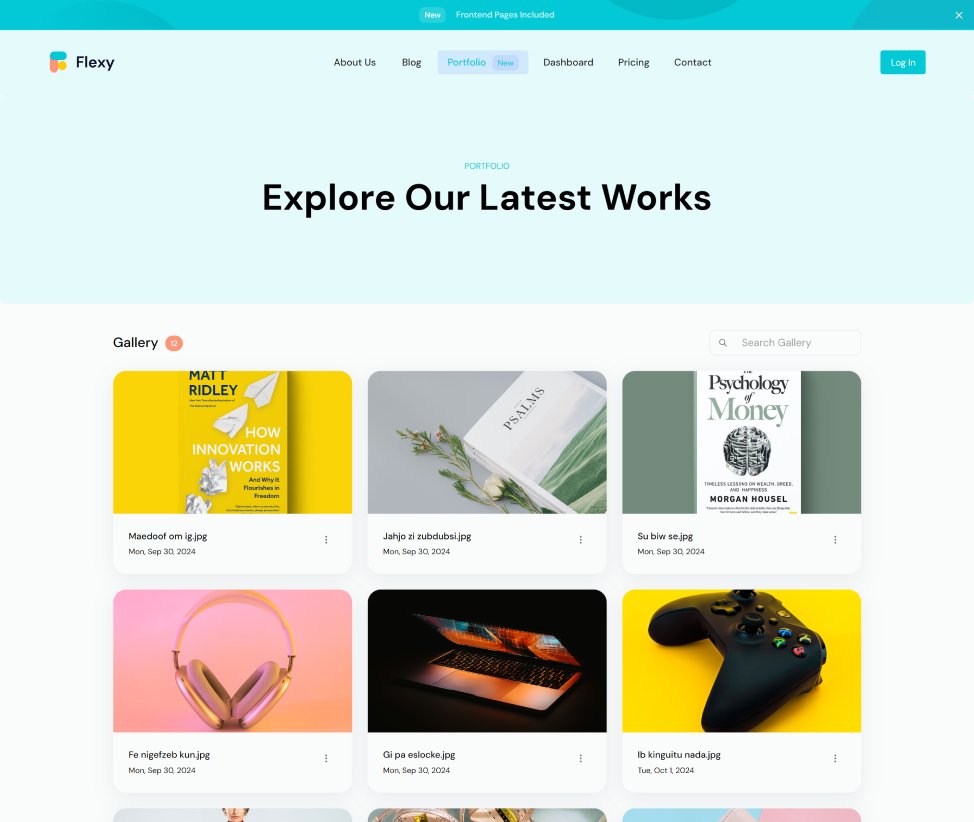 New Frontend Pages Included
Flexy
About Us Blog Portfolio New Dashboard Pricing Contact Log In
PORTFOLIO
Explore Our Latest Works
Gallery 12
Search Gallery
MATT
RIDLEY
HOW
INNOVATION
WORKS
And Why It
Flourishes in
Freedom
PSALMS
The
Psychology
of
Money
TIMELESS LESSONS ON WEALTH, GREED,
AND HAPPINESS
MORGAN HOUSEL
Maedoof om ig.jpg
Mon, Sep 30, 2024
Jahjo zi zubdubsi.jpg
Mon, Sep 30, 2024
Su biw se.jpg
Mon, Sep 30, 2024
Y
X
B
A
Fe nigefzeb kun.jpg
Mon, Sep 30, 2024
Gi pa eslocke.jpg
Mon, Sep 30, 2024
Ib kinguitu nada.jpg
Tue, Oct 1, 2024